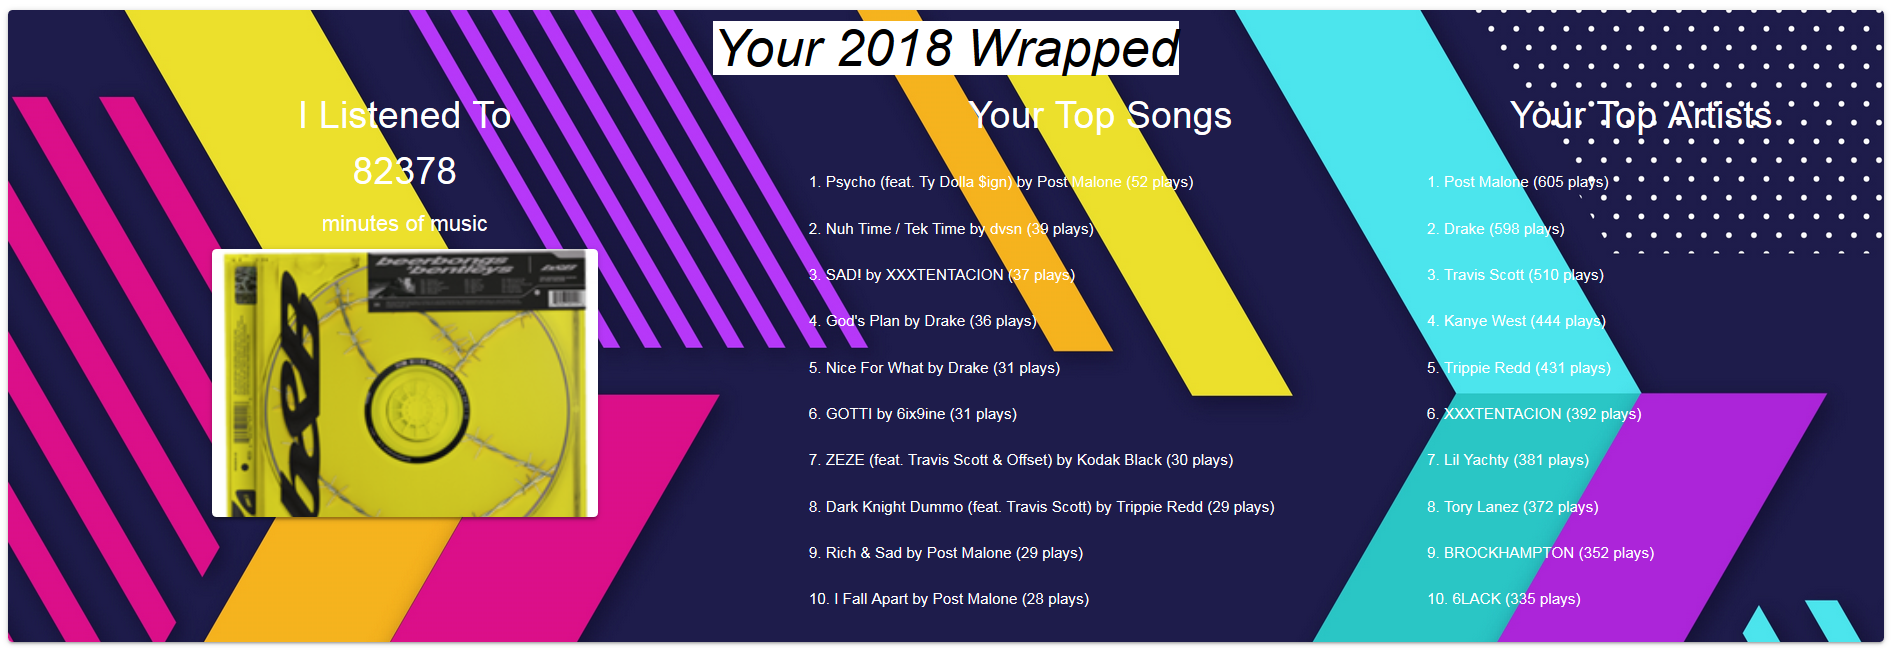 Your 2018 Wrapped
I Listened To
82378
minutes of music
beerbongs
bentleys
Your Top Songs
1. Psycho (feat. Ty Dolla $ign) by Post Malone (52 plays)
2. Nuh Time / Tek Time by dvsn (39 plays)
3. SAD! by XXXTENTACION (37 plays)
4. God's Plan by Drake (36 plays)
5. Nice For What by Drake (31 plays)
6. GOTTI by 6ix9ine (31 plays)
7. ZEZE (feat. Travis Scott & Offset) by Kodak Black (30 plays)
8. Dark Knight Dummo (feat. Travis Scott) by Trippie Redd (29 plays)
9. Rich & Sad by Post Malone (29 plays)
10. I Fall Apart by Post Malone (28 plays)
Your Top Artists
1. Post Malone (605 plays)
2. Drake (598 plays)
3. Travis Scott (510 plays)
4. Kanye West (444 plays)
5. Trippie Redd (431 plays)
6. XXXTENTACION (392 plays)
7. Lil Yachty (381 plays)
8. Tory Lanez (372 plays)
9. BROCKHAMPTON (352 plays)
10. 6LACK (335 plays)